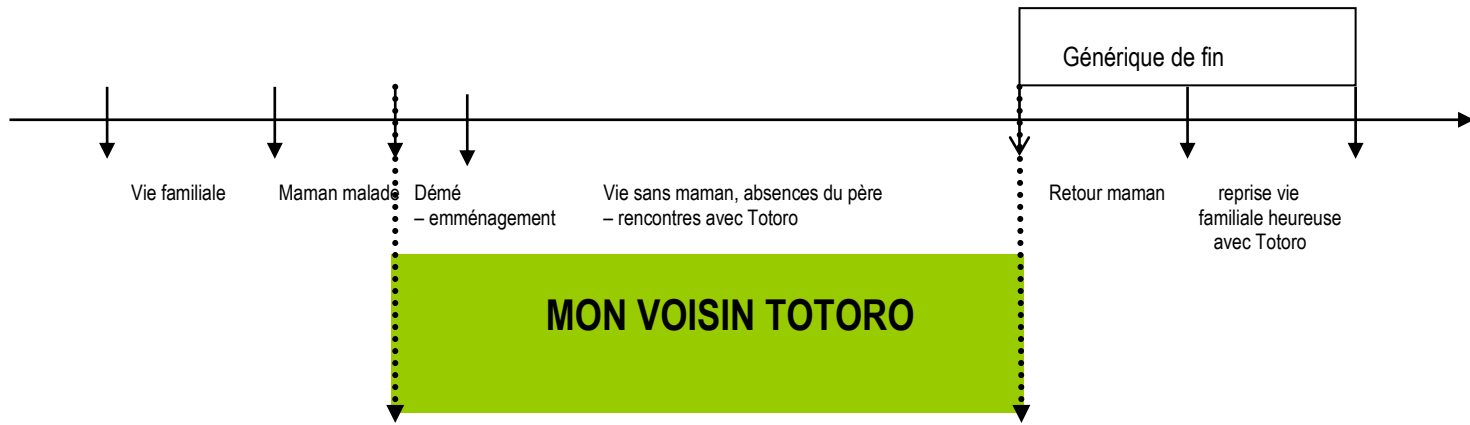 Générique de fin
Vie familiale
Maman malade
Démé
– emménagement
Vie sans maman, absences du père
– rencontres avec Totoro
Retour maman
reprise vie
familiale heureuse
avec Totoro
MON VOISIN TOTORO